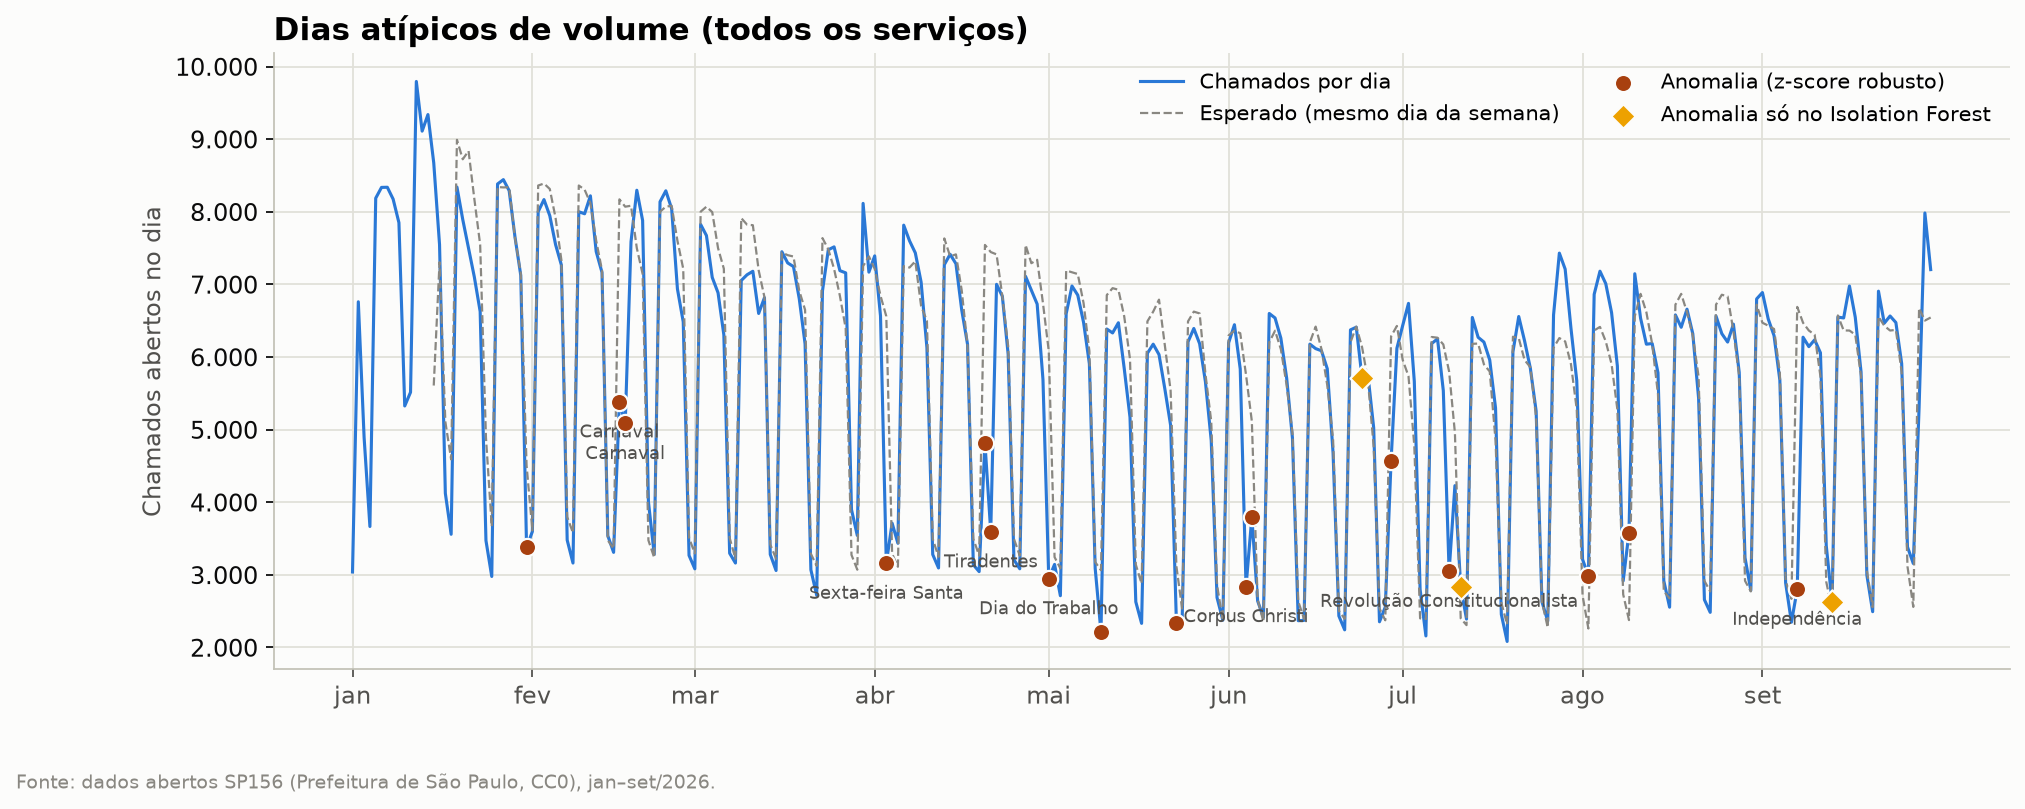 Dias atípicos de volume (todos os serviços)
Chamados por dia
Esperado (mesmo dia da semana)
Anomalia (z-score robusto)
Anomalia só no Isolation Forest
Chamados abertos no dia
10.000
9.000
8.000
7.000
6.000
5.000
4.000
3.000
2.000
Carnaval
Carnaval
Sexta-feira Santa
Tiradentes
Dia do Trabalho
Corpus Christi
Revolução Constitucionalista
Independência
jan
fev
mar
abr
mai
jun
jul
ago
set
Fonte: dados abertos SP156 (Prefeitura de São Paulo, CC0), jan–set/2026.